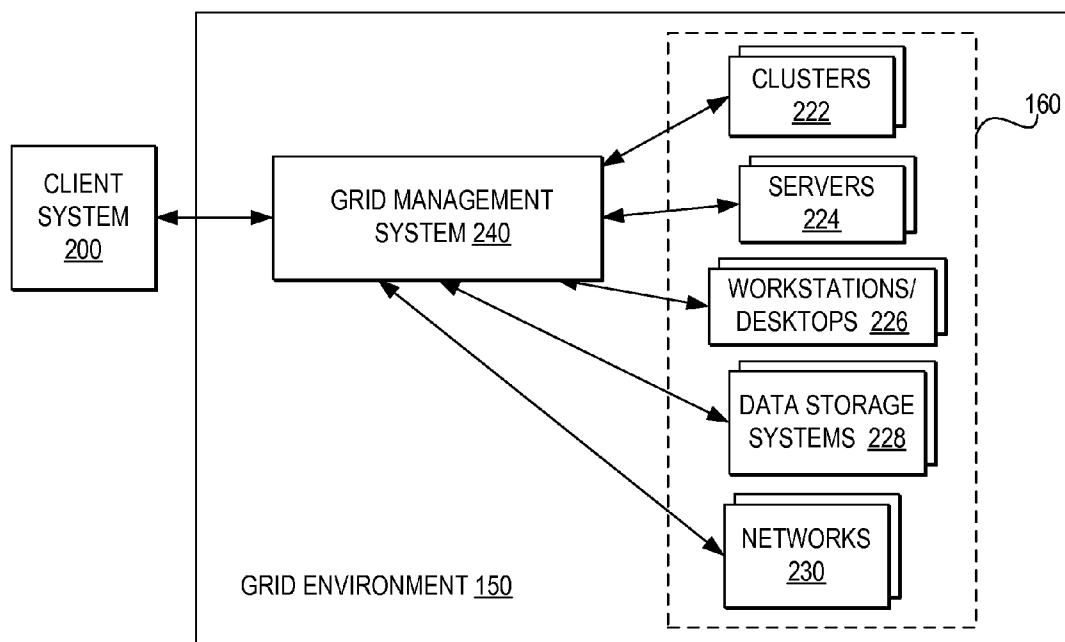 CLUSTERS
222
160
CLIENT
SYSTEM
200
GRID MANAGEMENT
SYSTEM 240
SERVERS
224
WORKSTATIONS/
DESKTOPS 226
DATA STORAGE
SYSTEMS 228
NETWORKS
230
GRID ENVIRONMENT 150